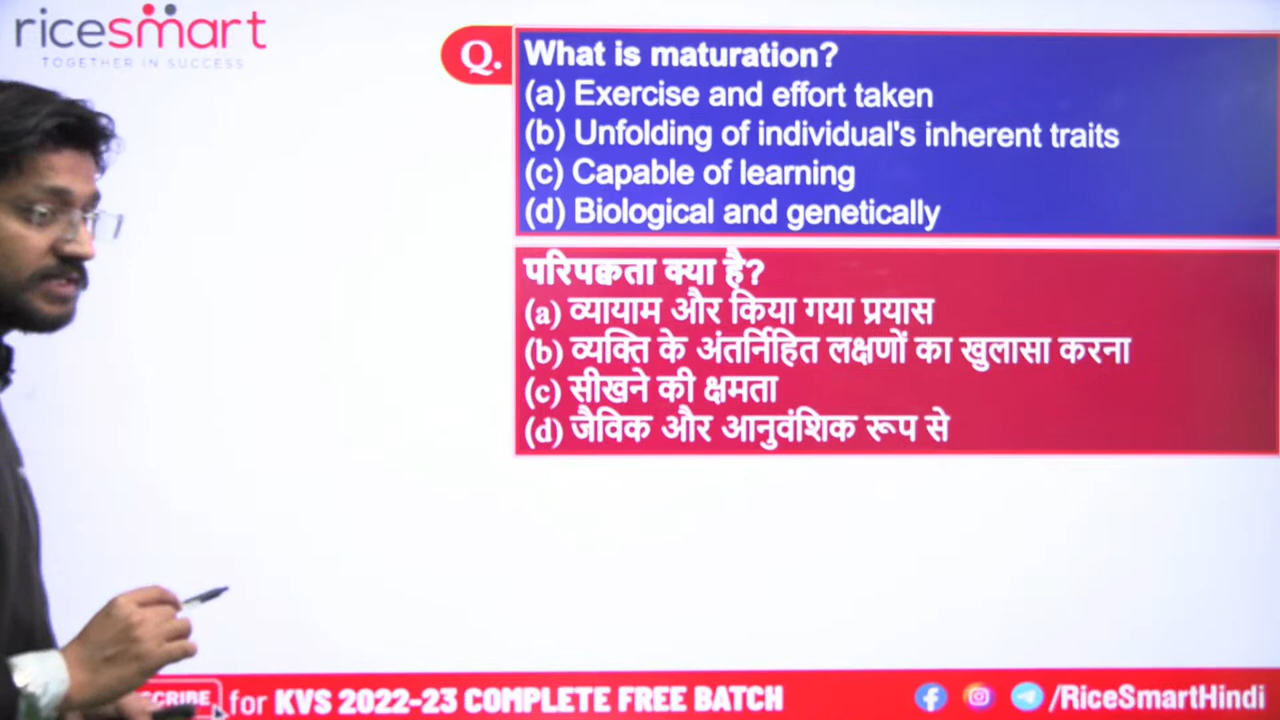 ricesmart
TOGETHER IN SUCCESS
Q.
What is maturation?
(a) Exercise and effort taken
(b) Unfolding of individual's inherent traits
(c) Capable of learning
(d) Biological and genetically
परिपक्वता क्या है?
(a) व्यायाम और किया गया प्रयास
(b) व्यक्ति के अंतर्निहित लक्षणों का खुलासा करना
(c) सीखने की क्षमता
(d) जैविक और आनुवंशिक रूप से
for KVS 2022-23 COMPLETE FREE BATCH
/RiceSmartHindi